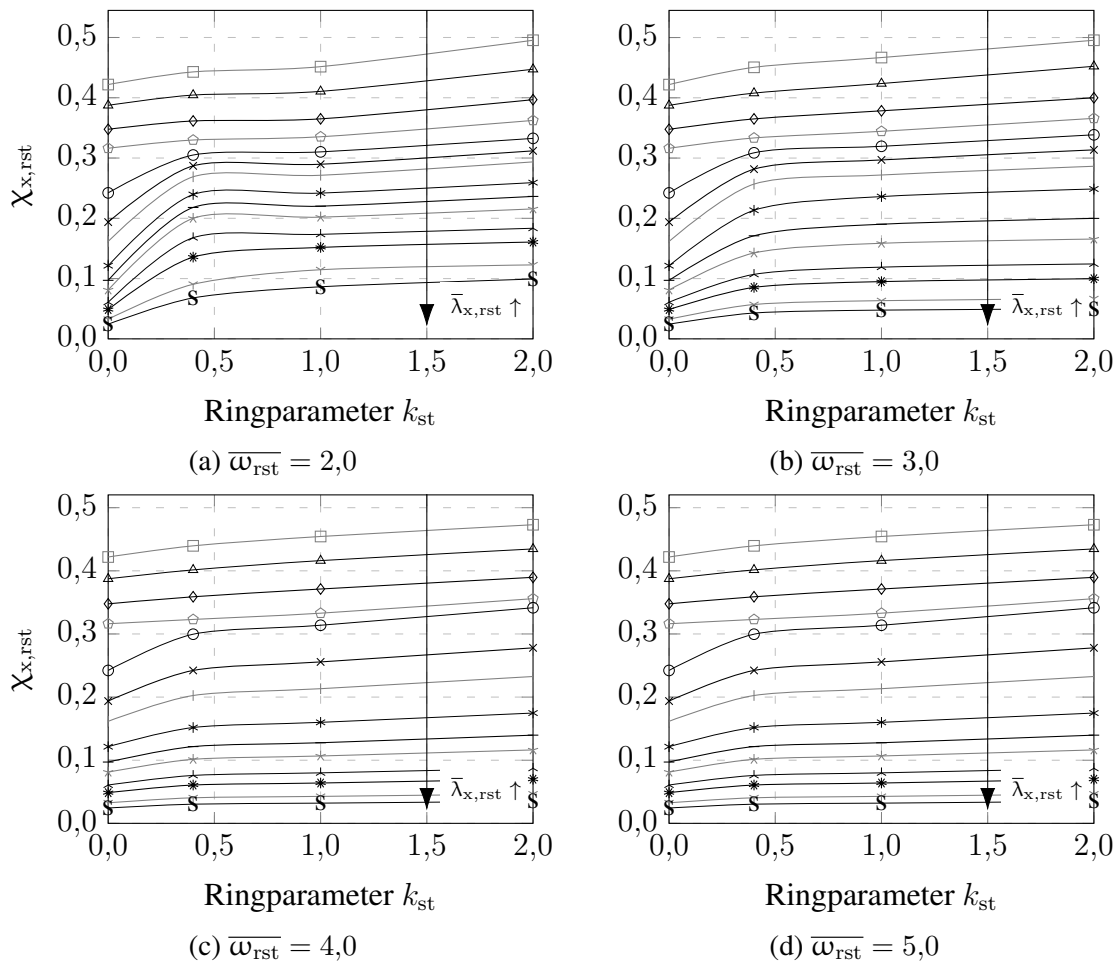 0,5
0,4
0,3
0,2
0,1
0,0
χx,rst
0,0 0,5 1,0 1,5 2,0
λ̄x,rst ↑
Ringparameter kst
(a) ω̅rst = 2,0
0,5
0,4
0,3
0,2
0,1
0,0
0,0 0,5 1,0 1,5 2,0
λ̄x,rst ↑
Ringparameter kst
(b) ω̅rst = 3,0
0,5
0,4
0,3
0,2
0,1
0,0
χx,rst
0,0 0,5 1,0 1,5 2,0
λ̄x,rst ↑
Ringparameter kst
(c) ω̅rst = 4,0
0,5
0,4
0,3
0,2
0,1
0,0
0,0 0,5 1,0 1,5 2,0
λ̄x,rst ↑
Ringparameter kst
(d) ω̅rst = 5,0